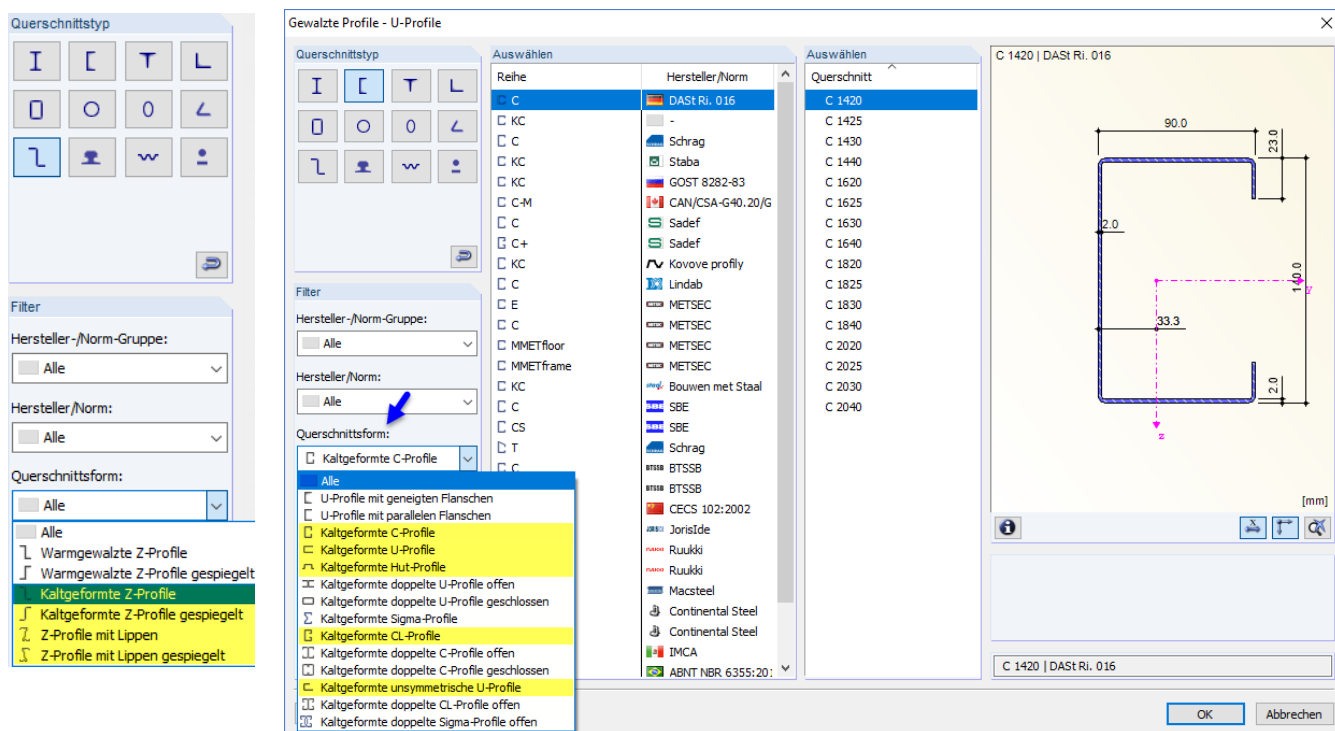 Querschnittstyp
Filter
Hersteller-/Norm-Gruppe:
Alle
Hersteller/Norm:
Alle
Querschnittsform:
Alle
Alle
Warmgewalzte Z-Profile
Warmgewalzte Z-Profile gespiegelt
Kaltgeformte Z-Profile
Kaltgeformte Z-Profile gespiegelt
Z-Profile mit Lippen
Z-Profile mit Lippen gespiegelt
Gewalzte Profile - U-Profile
Querschnittstyp
Filter
Hersteller-/Norm-Gruppe:
Alle
Hersteller/Norm:
Alle
Querschnittsform:
Kaltgeformte C-Profile
Alle
U-Profile mit geneigten Flanschen
U-Profile mit parallelen Flanschen
Kaltgeformte C-Profile
Kaltgeformte U-Profile
Kaltgeformte Hut-Profile
Kaltgeformte doppelte U-Profile offen
Kaltgeformte doppelte U-Profile geschlossen
Kaltgeformte Sigma-Profile
Kaltgeformte CL-Profile
Kaltgeformte doppelte C-Profile offen
Kaltgeformte doppelte C-Profile geschlossen
Kaltgeformte unsymmetrische U-Profile
Kaltgeformte doppelte CL-Profile offen
Kaltgeformte doppelte Sigma-Profile offen
Auswählen
Reihe Hersteller/Norm
C DASt Ri. 016
KC -
C Schrag
KC Staba
KC GOST 8282-83
C-M CAN/CSA-G40.20/G
C Sadef
C+ Sadef
KC Kovove profily
C Lindab
E METSEC
C METSEC
MMETfloor METSEC
MMETframe METSEC
KC Bouwen met Staal
C SBE
CS SBE
T Schrag
C BTSSB
BTSSB
CECS 102:2002
JorisIde
Ruukki
Ruukki
Macsteel
Continental Steel
Continental Steel
IMCA
ABNT NBR 6355:201
Auswählen
Querschnitt
C 1420
C 1425
C 1430
C 1440
C 1620
C 1625
C 1630
C 1640
C 1820
C 1825
C 1830
C 1840
C 2020
C 2025
C 2030
C 2040
C 1420 | DASt Ri. 016
90.0
23.0
2.0
140.0
y
33.3
2.0
z
[mm]
C 1420 | DASt Ri. 016
OK
Abbrechen